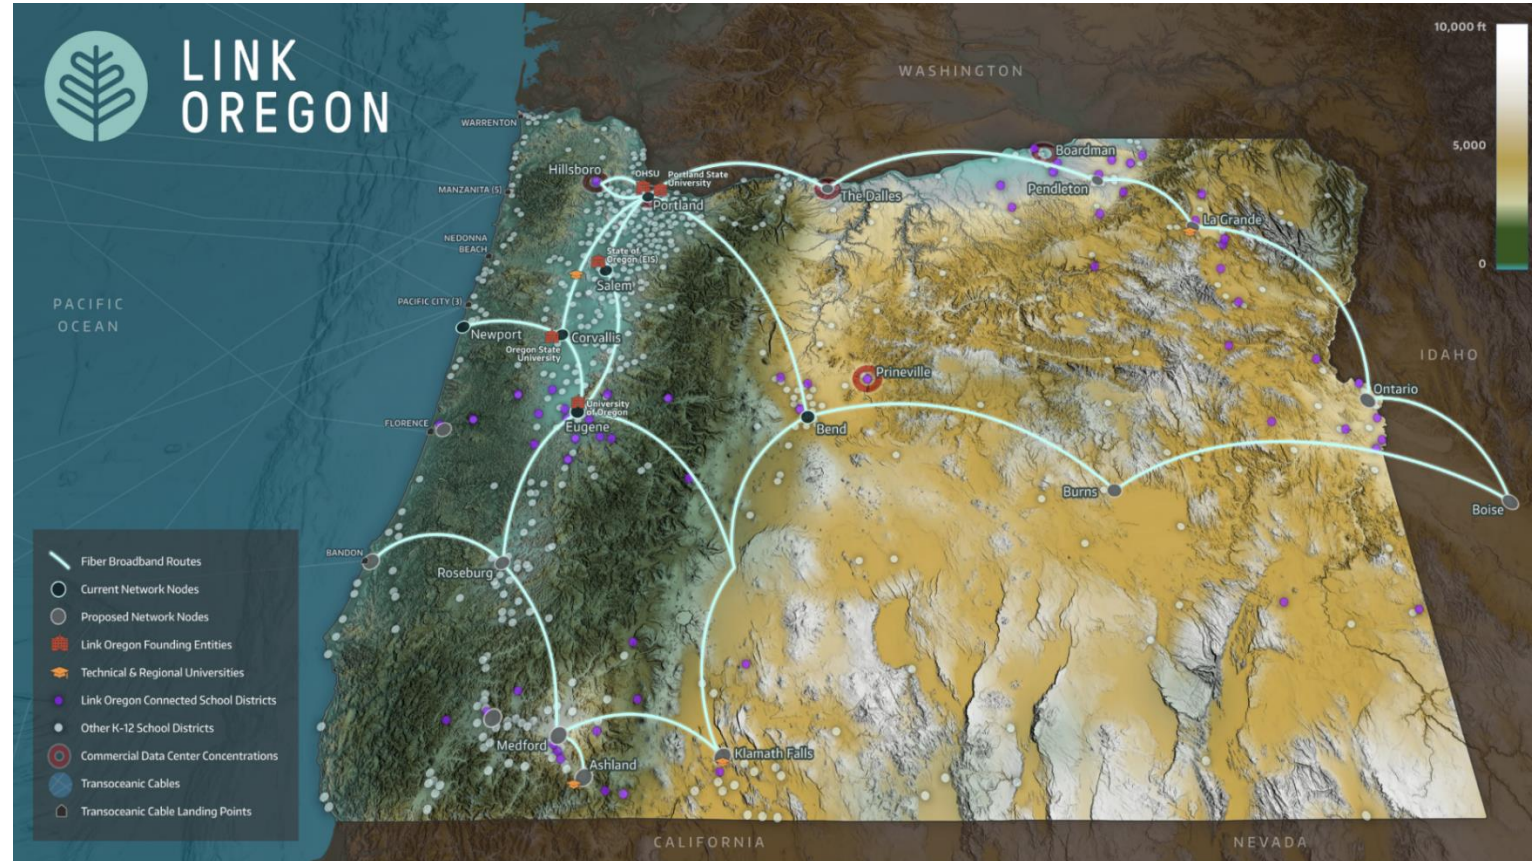 LINK
OREGON
WASHINGTON
10,000 ft
5,000
0
WARRENTON
Hillsboro
OHSU
Portland State
University
Portland
MANZANITA (5)
The Dalles
Boardman
Pendleton
La Grande
NEDONNA
BEACH
State of
Oregon (EIS)
Salem
PACIFIC CITY (3)
PACIFIC
OCEAN
Newport
Corvallis
Oregon State
University
IDAHO
Prineville
Ontario
University
of Oregon
Eugene
FLORENCE
Bend
Burns
Boise
BANDON
Roseburg
Fiber Broadband Routes
Current Network Nodes
Proposed Network Nodes
Link Oregon Founding Entities
Technical & Regional Universities
Link Oregon Connected School Districts
Other K-12 School Districts
Commercial Data Center Concentrations
Transoceanic Cables
Transoceanic Cable Landing Points
Medford
Ashland
Klamath Falls
CALIFORNIA
NEVADA